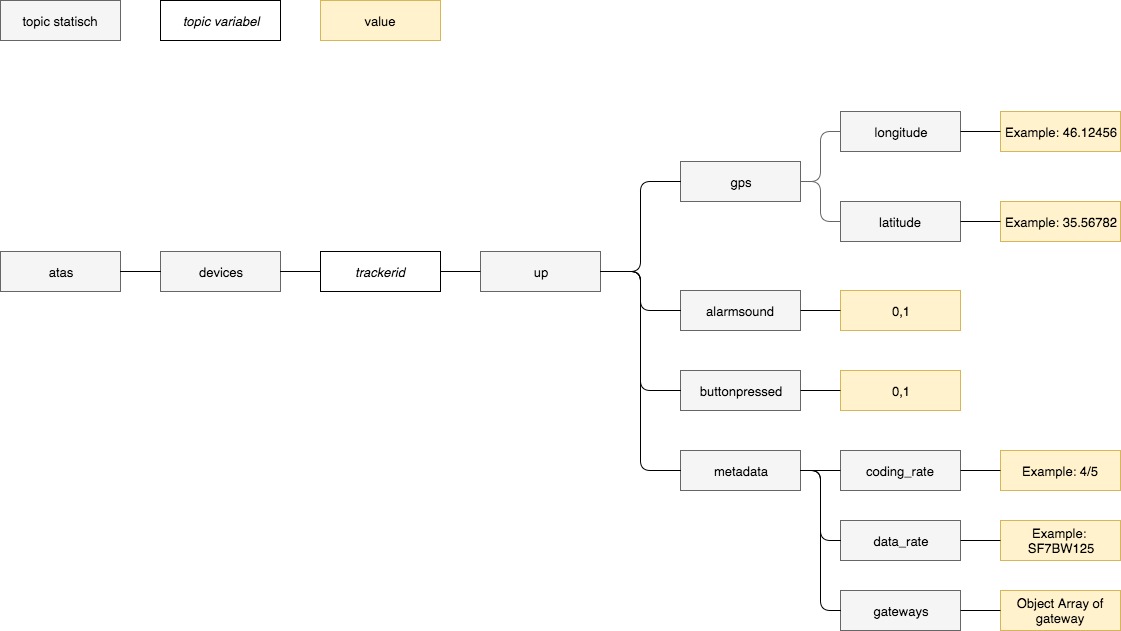 topic statisch
topic variabel
value
longitude
Example: 46.12456
gps
latitude
Example: 35.56782
atas
devices
trackerid
up
alarmsound
0,1
buttonpressed
0,1
metadata
coding_rate
Example: 4/5
data_rate
Example:
SF7BW125
gateways
Object Array of
gateway